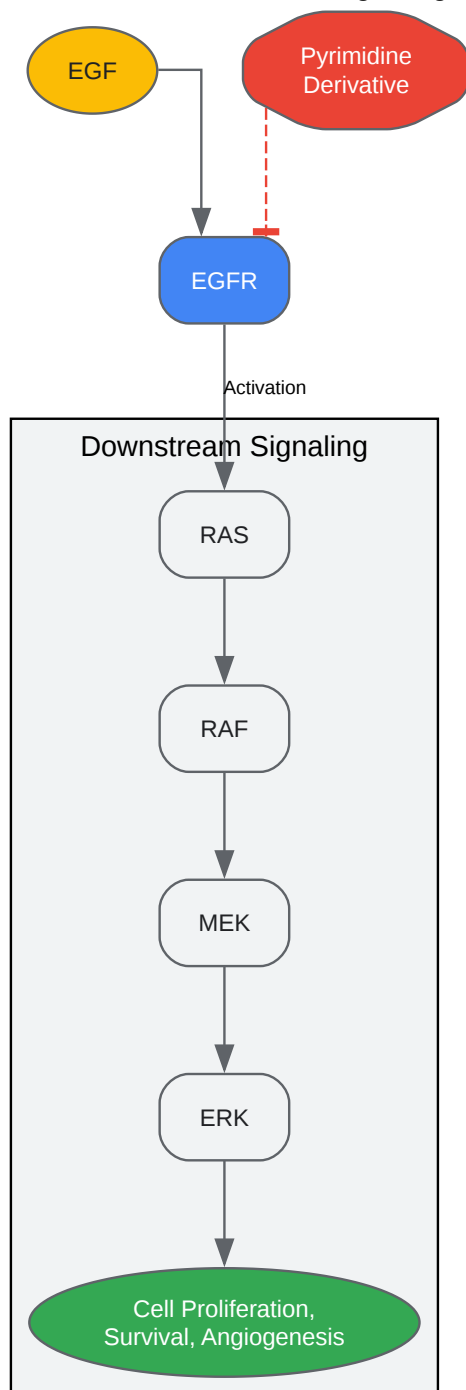 EGF
Pyrimidine
Derivative
EGFR
Activation
Downstream Signaling
RAS
RAF
MEK
ERK
Cell Proliferation,
Survival, Angiogenesis